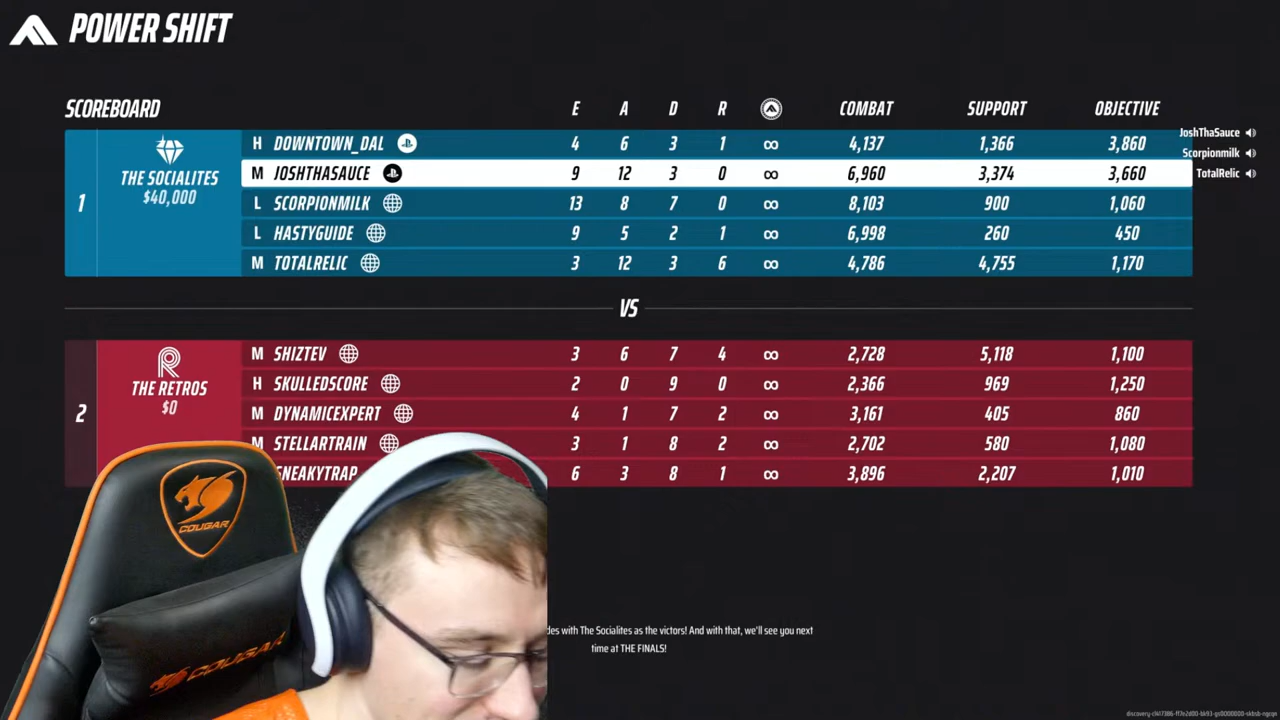 POWER SHIFT
SCOREBOARD E A D R COMBAT SUPPORT OBJECTIVE
JoshThaSauce
Scorpionmilk
TotalRelic
1 THE SOCIALITES
$40,000
H DOWNTOWN_DAL 4 6 3 1 ∞ 4,137 1,366 3,860
M JOSHTHASAUCE 9 12 3 0 ∞ 6,960 3,374 3,660
L SCORPIONMILK 13 8 7 0 ∞ 8,103 900 1,060
L HASTYGUIDE 9 5 2 1 ∞ 6,998 260 450
M TOTALRELIC 3 12 3 6 ∞ 4,786 4,755 1,170
VS
2 THE RETROS
$0
M SHIZTEV 3 6 7 4 ∞ 2,728 5,118 1,100
H SKULLEDSCORE 2 0 9 0 ∞ 2,366 969 1,250
M DYNAMICEXPERT 4 1 7 2 ∞ 3,161 405 860
M STELLARTRAIN 3 1 8 2 ∞ 2,702 580 1,080
SNEAKYTRAP 6 3 8 1 ∞ 3,896 2,207 1,010
COUGAR
COUGAR
with The Socialites as the victors! And with that, we'll see you next
time at THE FINALS!